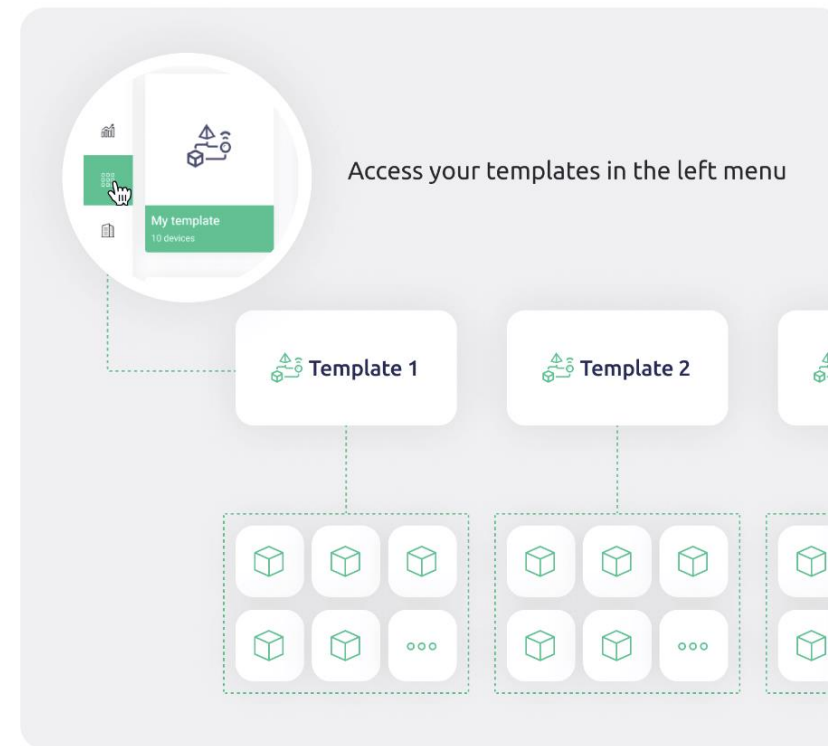 Access your templates in the left menu
My template
10 devices
Template 1
Template 2